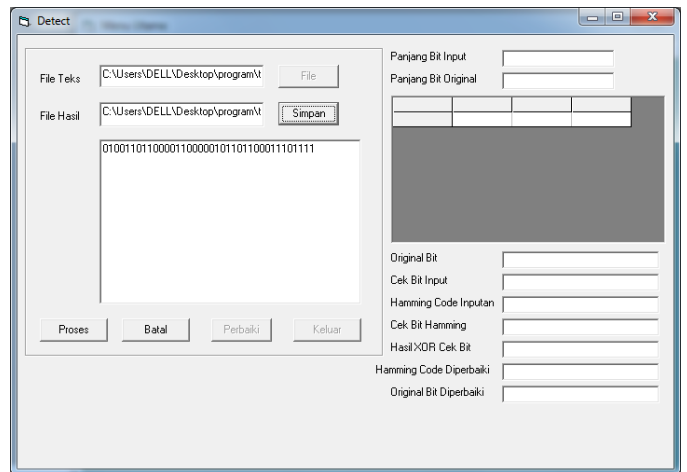 Detect
File Teks C:\Users\DELL\Desktop\program\t File
File Hasil C:\Users\DELL\Desktop\program\t Simpan
01001101100001100000101101100011101111
Proses Batal Perbaiki Keluar
Panjang Bit Input
Panjang Bit Original
Original Bit
Cek Bit Input
Hamming Code Inputan
Cek Bit Hamming
Hasil XOR Cek Bit
Hamming Code Diperbaiki
Original Bit Diperbaiki